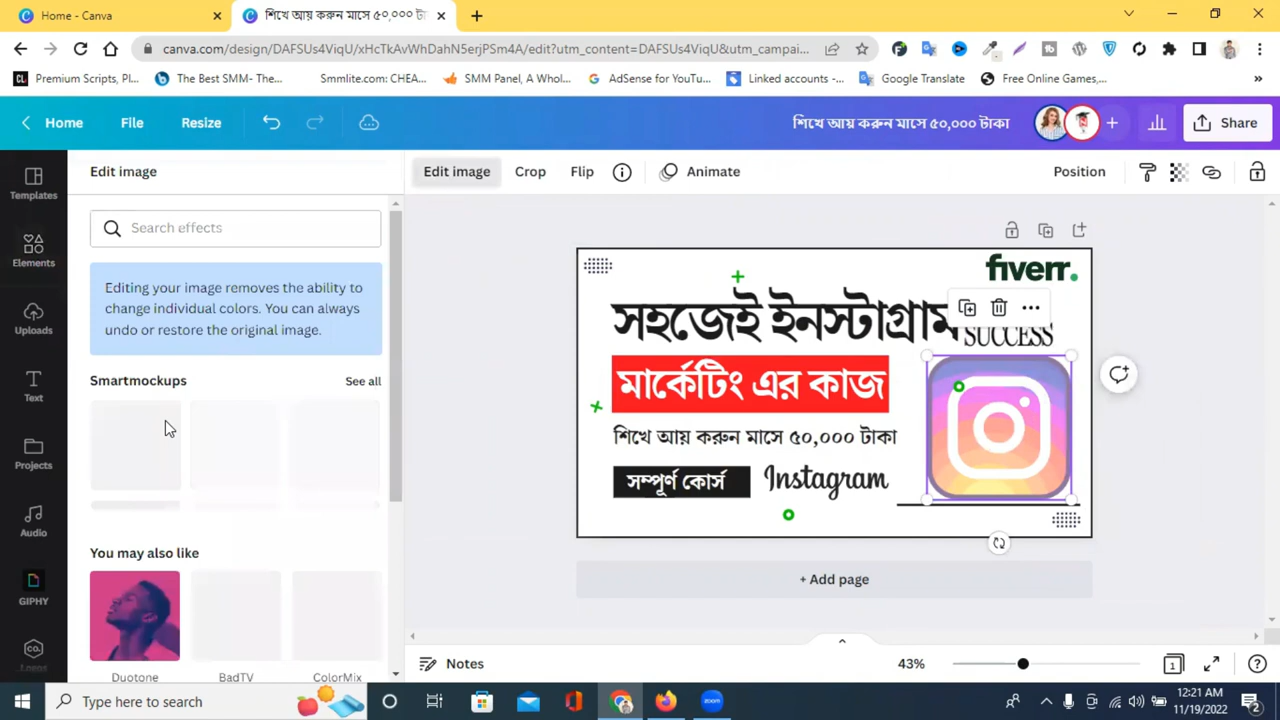 Home - Canva
শিখে আয় করুন মাসে ৫০,০০০ টা
canva.com/design/DAFSUs4ViqU/xHcTkAvWhDahN5erjPSm4A/edit?utm_content=DAFSUs4ViqU&utm_campai...
Premium Scripts, Pl...
The Best SMM- The...
Smmlite.com: CHEA...
SMM Panel, A Whol...
AdSense for YouTu...
Linked accounts -...
Google Translate
Free Online Games,...
»
Home
File
Resize
শিখে আয় করুন মাসে ৫০,০০০ টাকা
Share
Templates
Elements
Uploads
Text
Projects
Audio
GIPHY
CO.
Edit image
Search effects
Editing your image removes the ability to
change individual colors. You can always
undo or restore the original image.
Smartmockups
See all
You may also like
Duotone
BadTV
ColorMix
Edit image
Crop
Flip
Animate
Position
fiverr.
সহজেই ইনস্টাগ্রাম
SUCCESS
মার্কেটিং এর কাজ
শিখে আয় করুন মাসে ৫০,০০০ টাকা
সম্পূর্ণ কোর্স
Instagram
+ Add page
Notes
43%
1
Type here to search
zoom
12:21 AM
11/19/2022
2